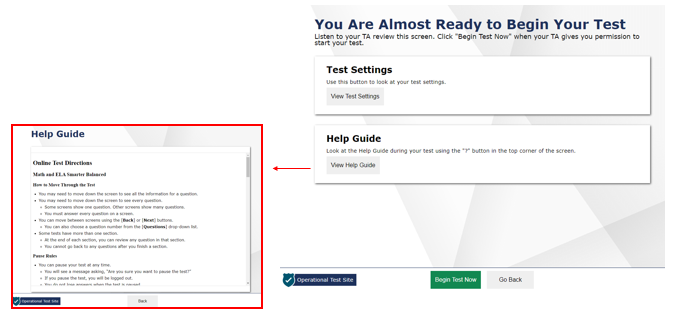 You Are Almost Ready to Begin Your Test
Listen to your TA review this screen. Click "Begin Test Now" when your TA gives you permission to
start your test.
Test Settings
Use this button to look at your test settings.
View Test Settings
Help Guide
Look at the Help Guide during your test using the "?" button in the top corner of the screen.
View Help Guide
Operational Test Site
Begin Test Now
Go Back
Help Guide
Online Test Directions
Math and ELA Smarter Balanced
How to Move Through the Test
• You may need to move down the screen to see all the information for a question.
• You may need to move down the screen to see every question.
• Some screens show one question. Other screens show many questions.
• You must answer every question on a screen.
• You can move between screens using the [Back] or [Next] buttons.
• You can also choose a question number from the [Questions] drop-down list.
• Some tests have more than one section.
• At the end of each section, you can review any question in that section.
• You cannot go back to any questions after you finish a section.
Pause Rules
• You can pause your test at any time.
• You will see a message asking, "Are you sure you want to pause the test?"
• If you pause the test, you will be logged out.
Operational Test Site
Back